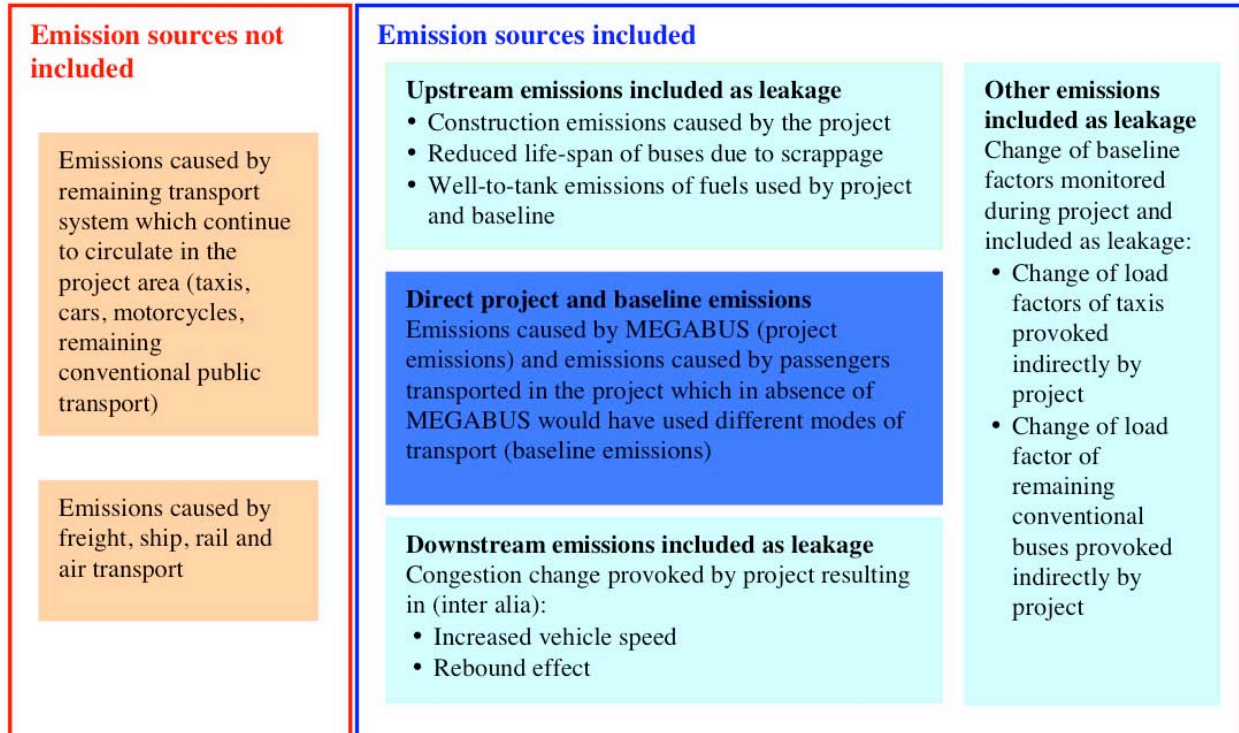 Emission sources not
included
Emissions caused by
remaining transport
system which continue
to circulate in the
project area (taxis,
cars, motorcycles,
remaining
conventional public
transport)
Emissions caused by
freight, ship, rail and
air transport
Emission sources included
Upstream emissions included as leakage
• Construction emissions caused by the project
• Reduced life-span of buses due to scrappage
• Well-to-tank emissions of fuels used by project
and baseline
Direct project and baseline emissions
Emissions caused by MEGABUS (project
emissions) and emissions caused by passengers
transported in the project which in absence of
MEGABUS would have used different modes of
transport (baseline emissions)
Downstream emissions included as leakage
Congestion change provoked by project resulting
in (inter alia):
• Increased vehicle speed
• Rebound effect
Other emissions
included as leakage
Change of baseline
factors monitored
during project and
included as leakage:
• Change of load
factors of taxis
provoked
indirectly by
project
• Change of load
factor of
remaining
conventional
buses provoked
indirectly by
project